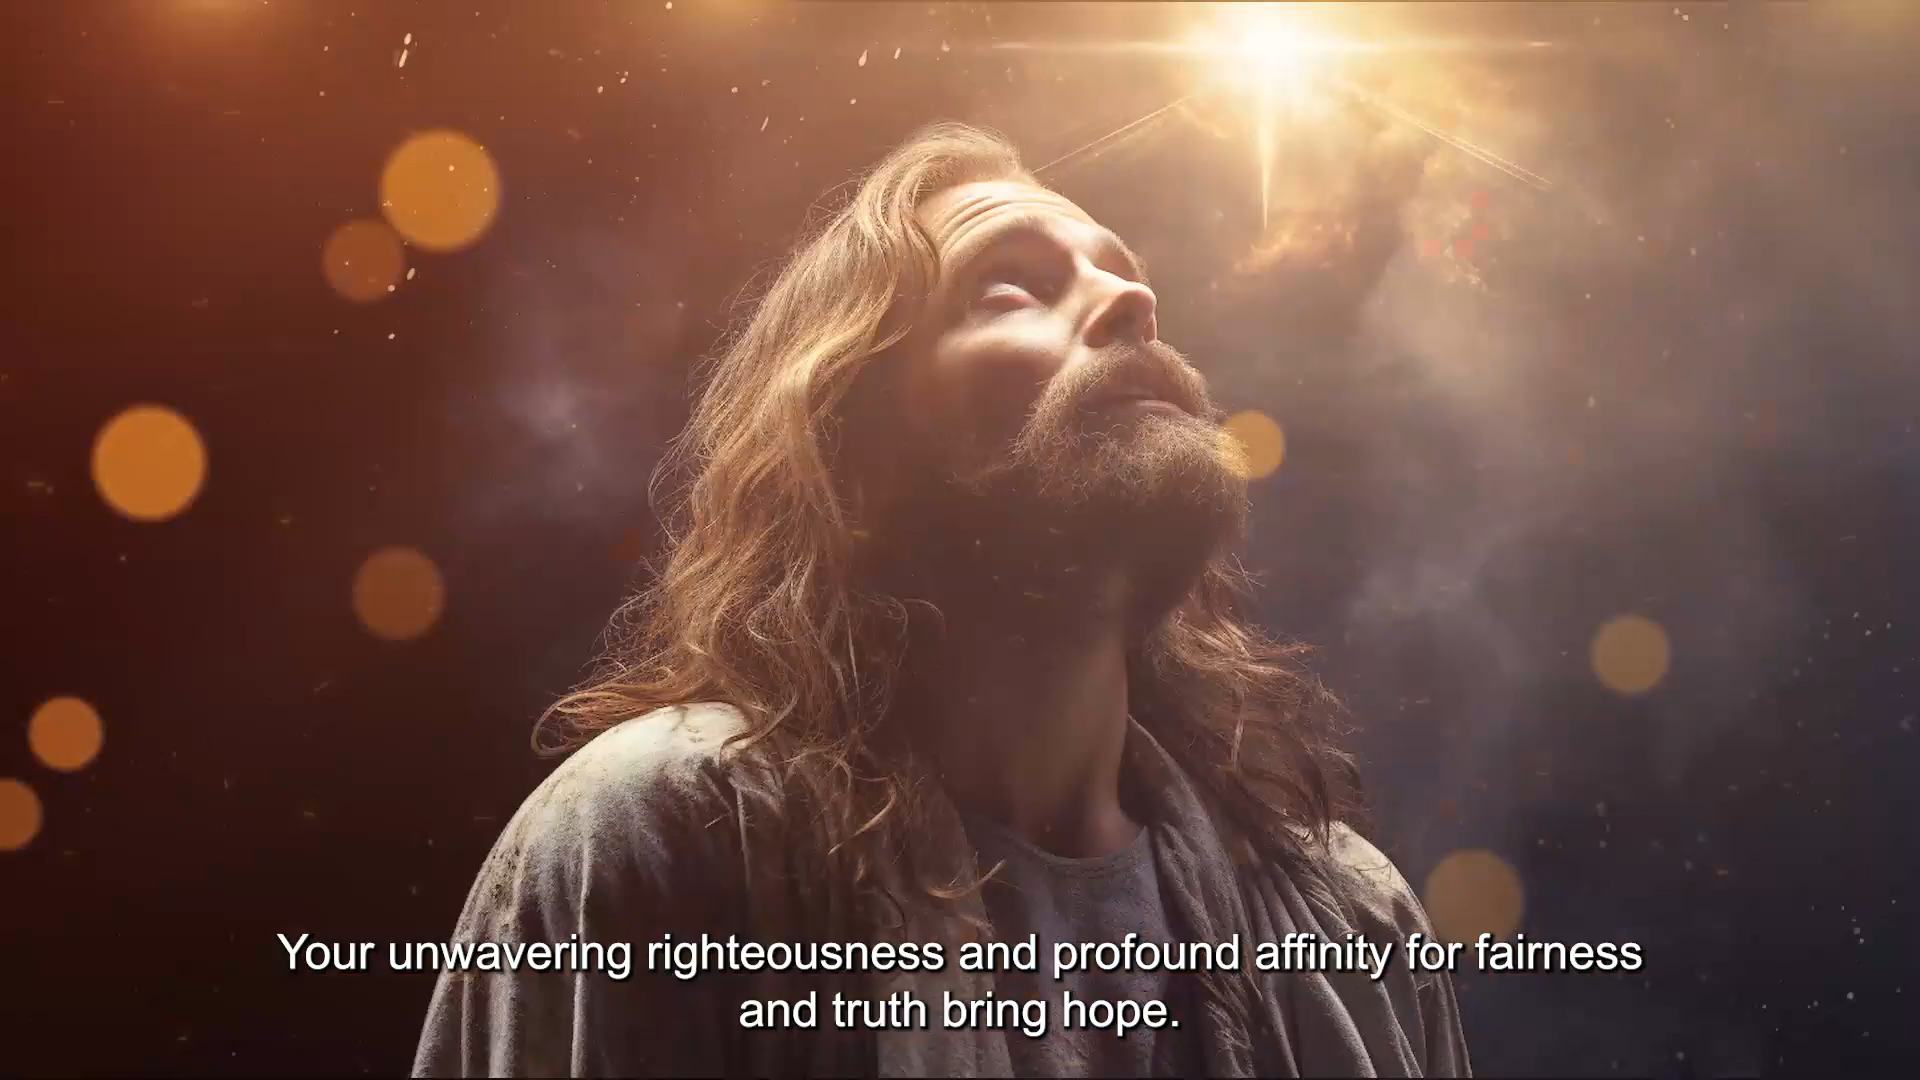 Your unwavering righteousness and profound affinity for fairness
and truth bring hope.